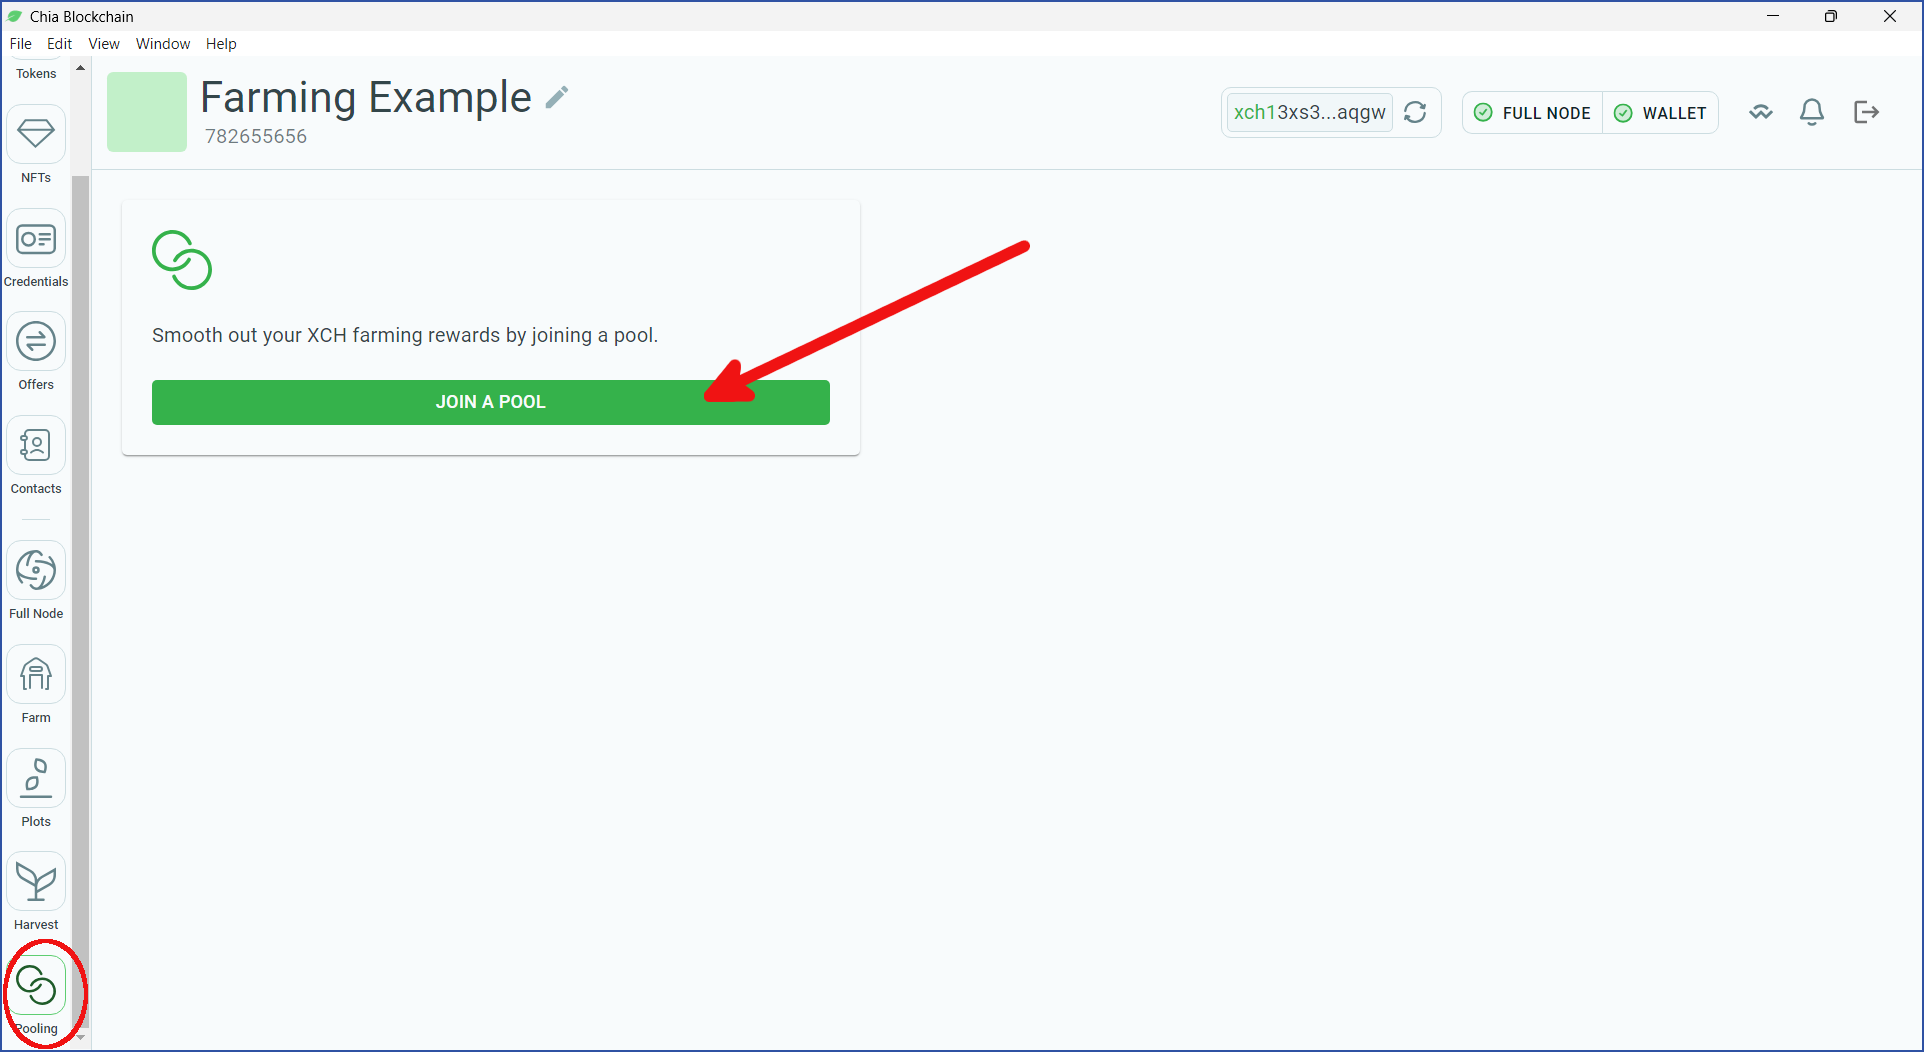 Chia Blockchain
File Edit View Window Help
Tokens
NFTs
Credentials
Offers
Contacts
Full Node
Farm
Plots
Harvest
Pooling
Farming Example
782655656
xch13xs3...aqgw
FULL NODE
WALLET
Smooth out your XCH farming rewards by joining a pool.
JOIN A POOL